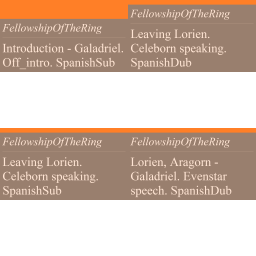 FellowshipOfTheRing
Introduction - Galadriel.
Off_intro. SpanishSub
FellowshipOfTheRing
Leaving Lorien.
Celeborn speaking.
SpanishDub
FellowshipOfTheRing
Leaving Lorien.
Celeborn speaking.
SpanishSub
FellowshipOfTheRing
Lorien, Aragorn -
Galadriel. Evenstar
speech. SpanishDub